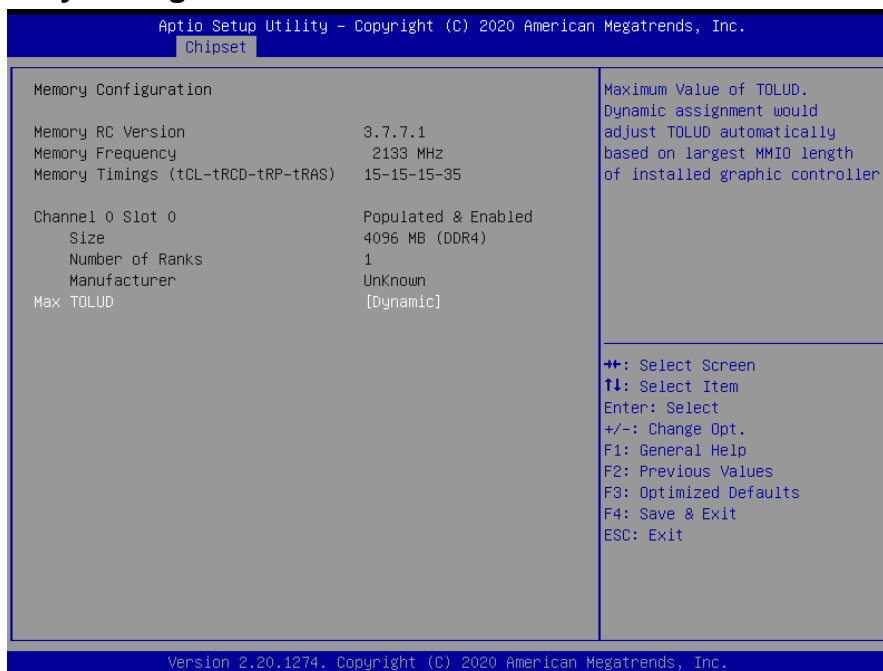 Aptio Setup Utility – Copyright (C) 2020 American Megatrends, Inc.
Chipset
Memory Configuration
Memory RC Version 3.7.7.1
Memory Frequency 2133 MHz
Memory Timings (tCL-tRCD-tRP-tRAS) 15-15-15-35
Channel 0 Slot 0 Populated & Enabled
Size 4096 MB (DDR4)
Number of Ranks 1
Manufacturer UnKnown
Max TOLUD [Dynamic]
Maximum Value of TOLUD.
Dynamic assignment would
adjust TOLUD automatically
based on largest MMIO length
of installed graphic controller
→←: Select Screen
↑↓: Select Item
Enter: Select
+/-: Change Opt.
F1: General Help
F2: Previous Values
F3: Optimized Defaults
F4: Save & Exit
ESC: Exit
Version 2.20.1274. Copyright (C) 2020 American Megatrends, Inc.